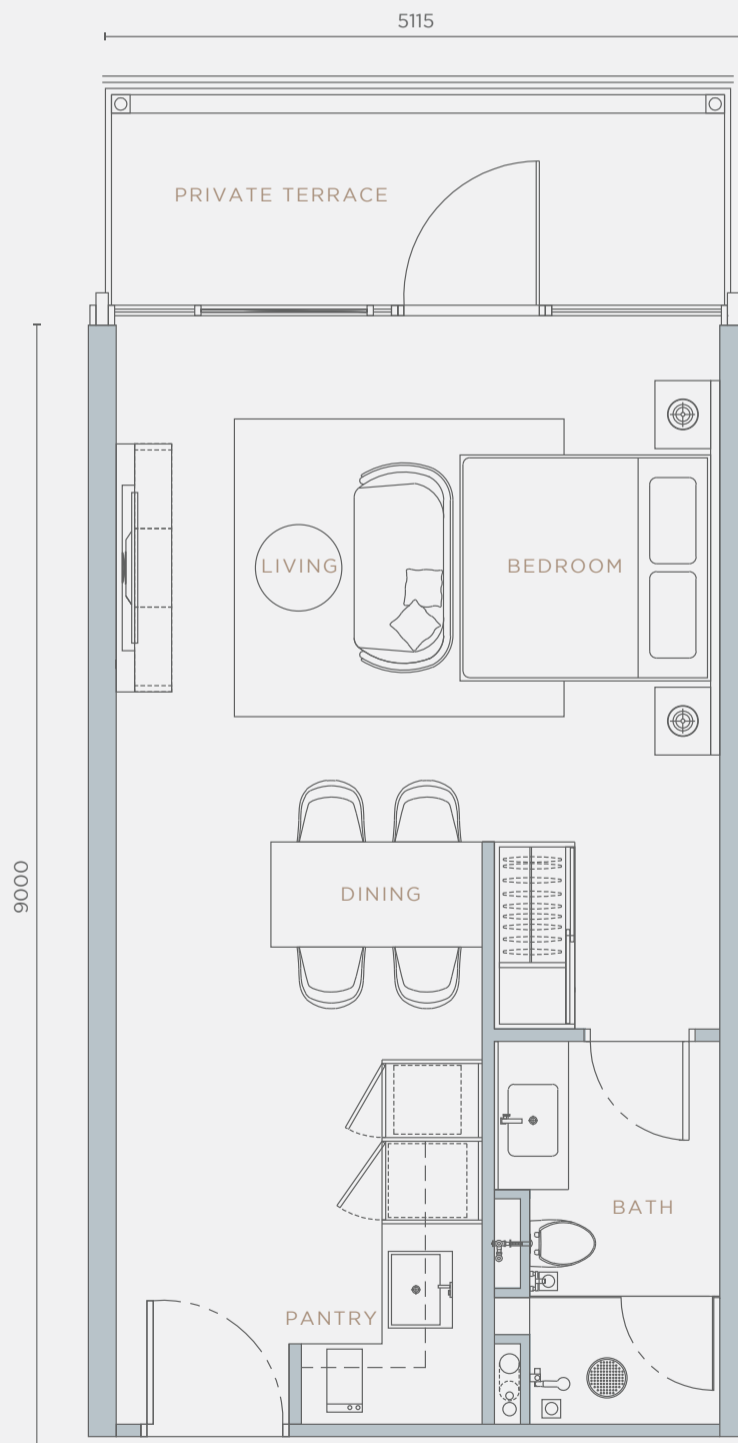 5115
PRIVATE TERRACE
LIVING
BEDROOM
9000
DINING
BATH
PANTRY